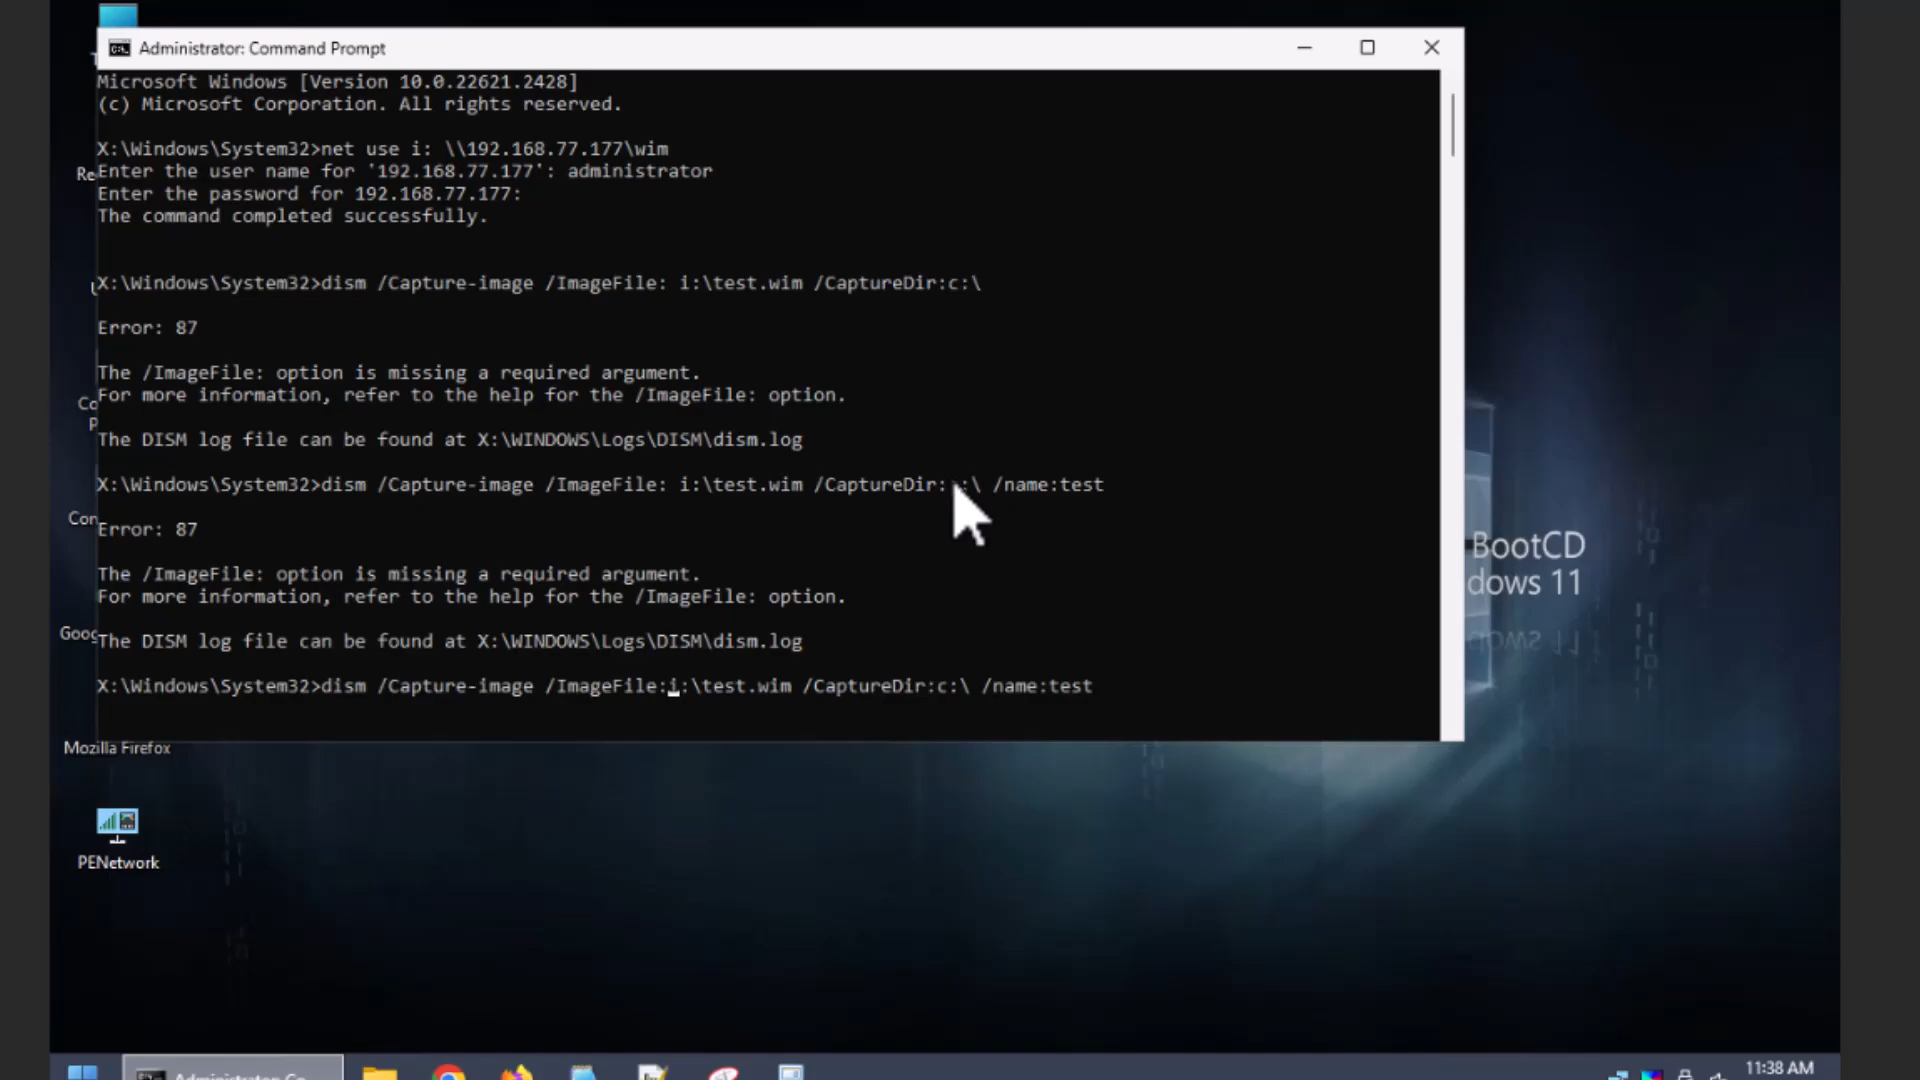 Administrator: Command Prompt
Microsoft Windows [Version 10.0.22621.2428]
(c) Microsoft Corporation. All rights reserved.
X:\Windows\System32>net use i: \\192.168.77.177\wim
Enter the user name for '192.168.77.177': administrator
Enter the password for 192.168.77.177:
The command completed successfully.
X:\Windows\System32>dism /Capture-image /ImageFile: i:\test.wim /CaptureDir:c:\
Error: 87
The /ImageFile: option is missing a required argument.
For more information, refer to the help for the /ImageFile: option.
The DISM log file can be found at X:\WINDOWS\Logs\DISM\dism.log
X:\Windows\System32>dism /Capture-image /ImageFile: i:\test.wim /CaptureDir: :\ /name:test
Error: 87
The /ImageFile: option is missing a required argument.
For more information, refer to the help for the /ImageFile: option.
The DISM log file can be found at X:\WINDOWS\Logs\DISM\dism.log
X:\Windows\System32>dism /Capture-image /ImageFile:i:\test.wim /CaptureDir:c:\ /name:test
BootCD
dows 11
Re
Co
P
Con
Goog
Mozilla Firefox
PENetwork
Administrator: Co
11:38 AM